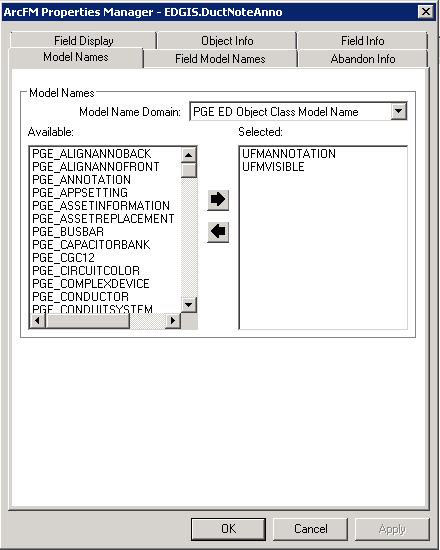 ArcFM Properties Manager - EDGIS.DuctNoteAnno
Field Display Object Info Field Info
Model Names Field Model Names Abandon Info
Model Names
Model Name Domain: PGE ED Object Class Model Name
Available: Selected:
PGE_ALIGNANNOBACK
PGE_ALIGNANNOFRONT
PGE_ANNOTATION
PGE_APPSETTING
PGE_ASSETINFORMATION
PGE_ASSETREPLACEMENT
PGE_BUSBAR
PGE_CAPACITORBANK
PGE_CGC12
PGE_CIRCUITCOLOR
PGE_COMPLEXDEVICE
PGE_CONDUCTOR
PGE_CONDUITSYSTEM
UFMANNOTATION
UFMVISIBLE
OK Cancel Apply